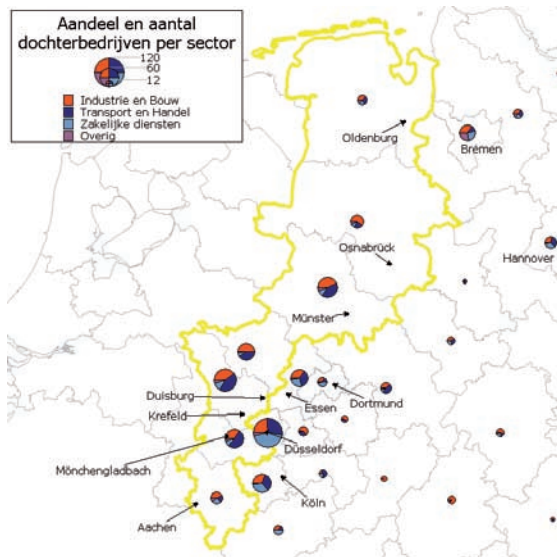 Aandeel en aantal
dochterbedrijven per sector
120
60
12
Industrie en Bouw
Transport en Handel
Zakelijke diensten
Overig
Oldenburg
Bremen
Osnabrück
Hannover
Münster
Duisburg
Essen
Dortmund
Krefeld
Düsseldorf
Mönchengladbach
Köln
Aachen